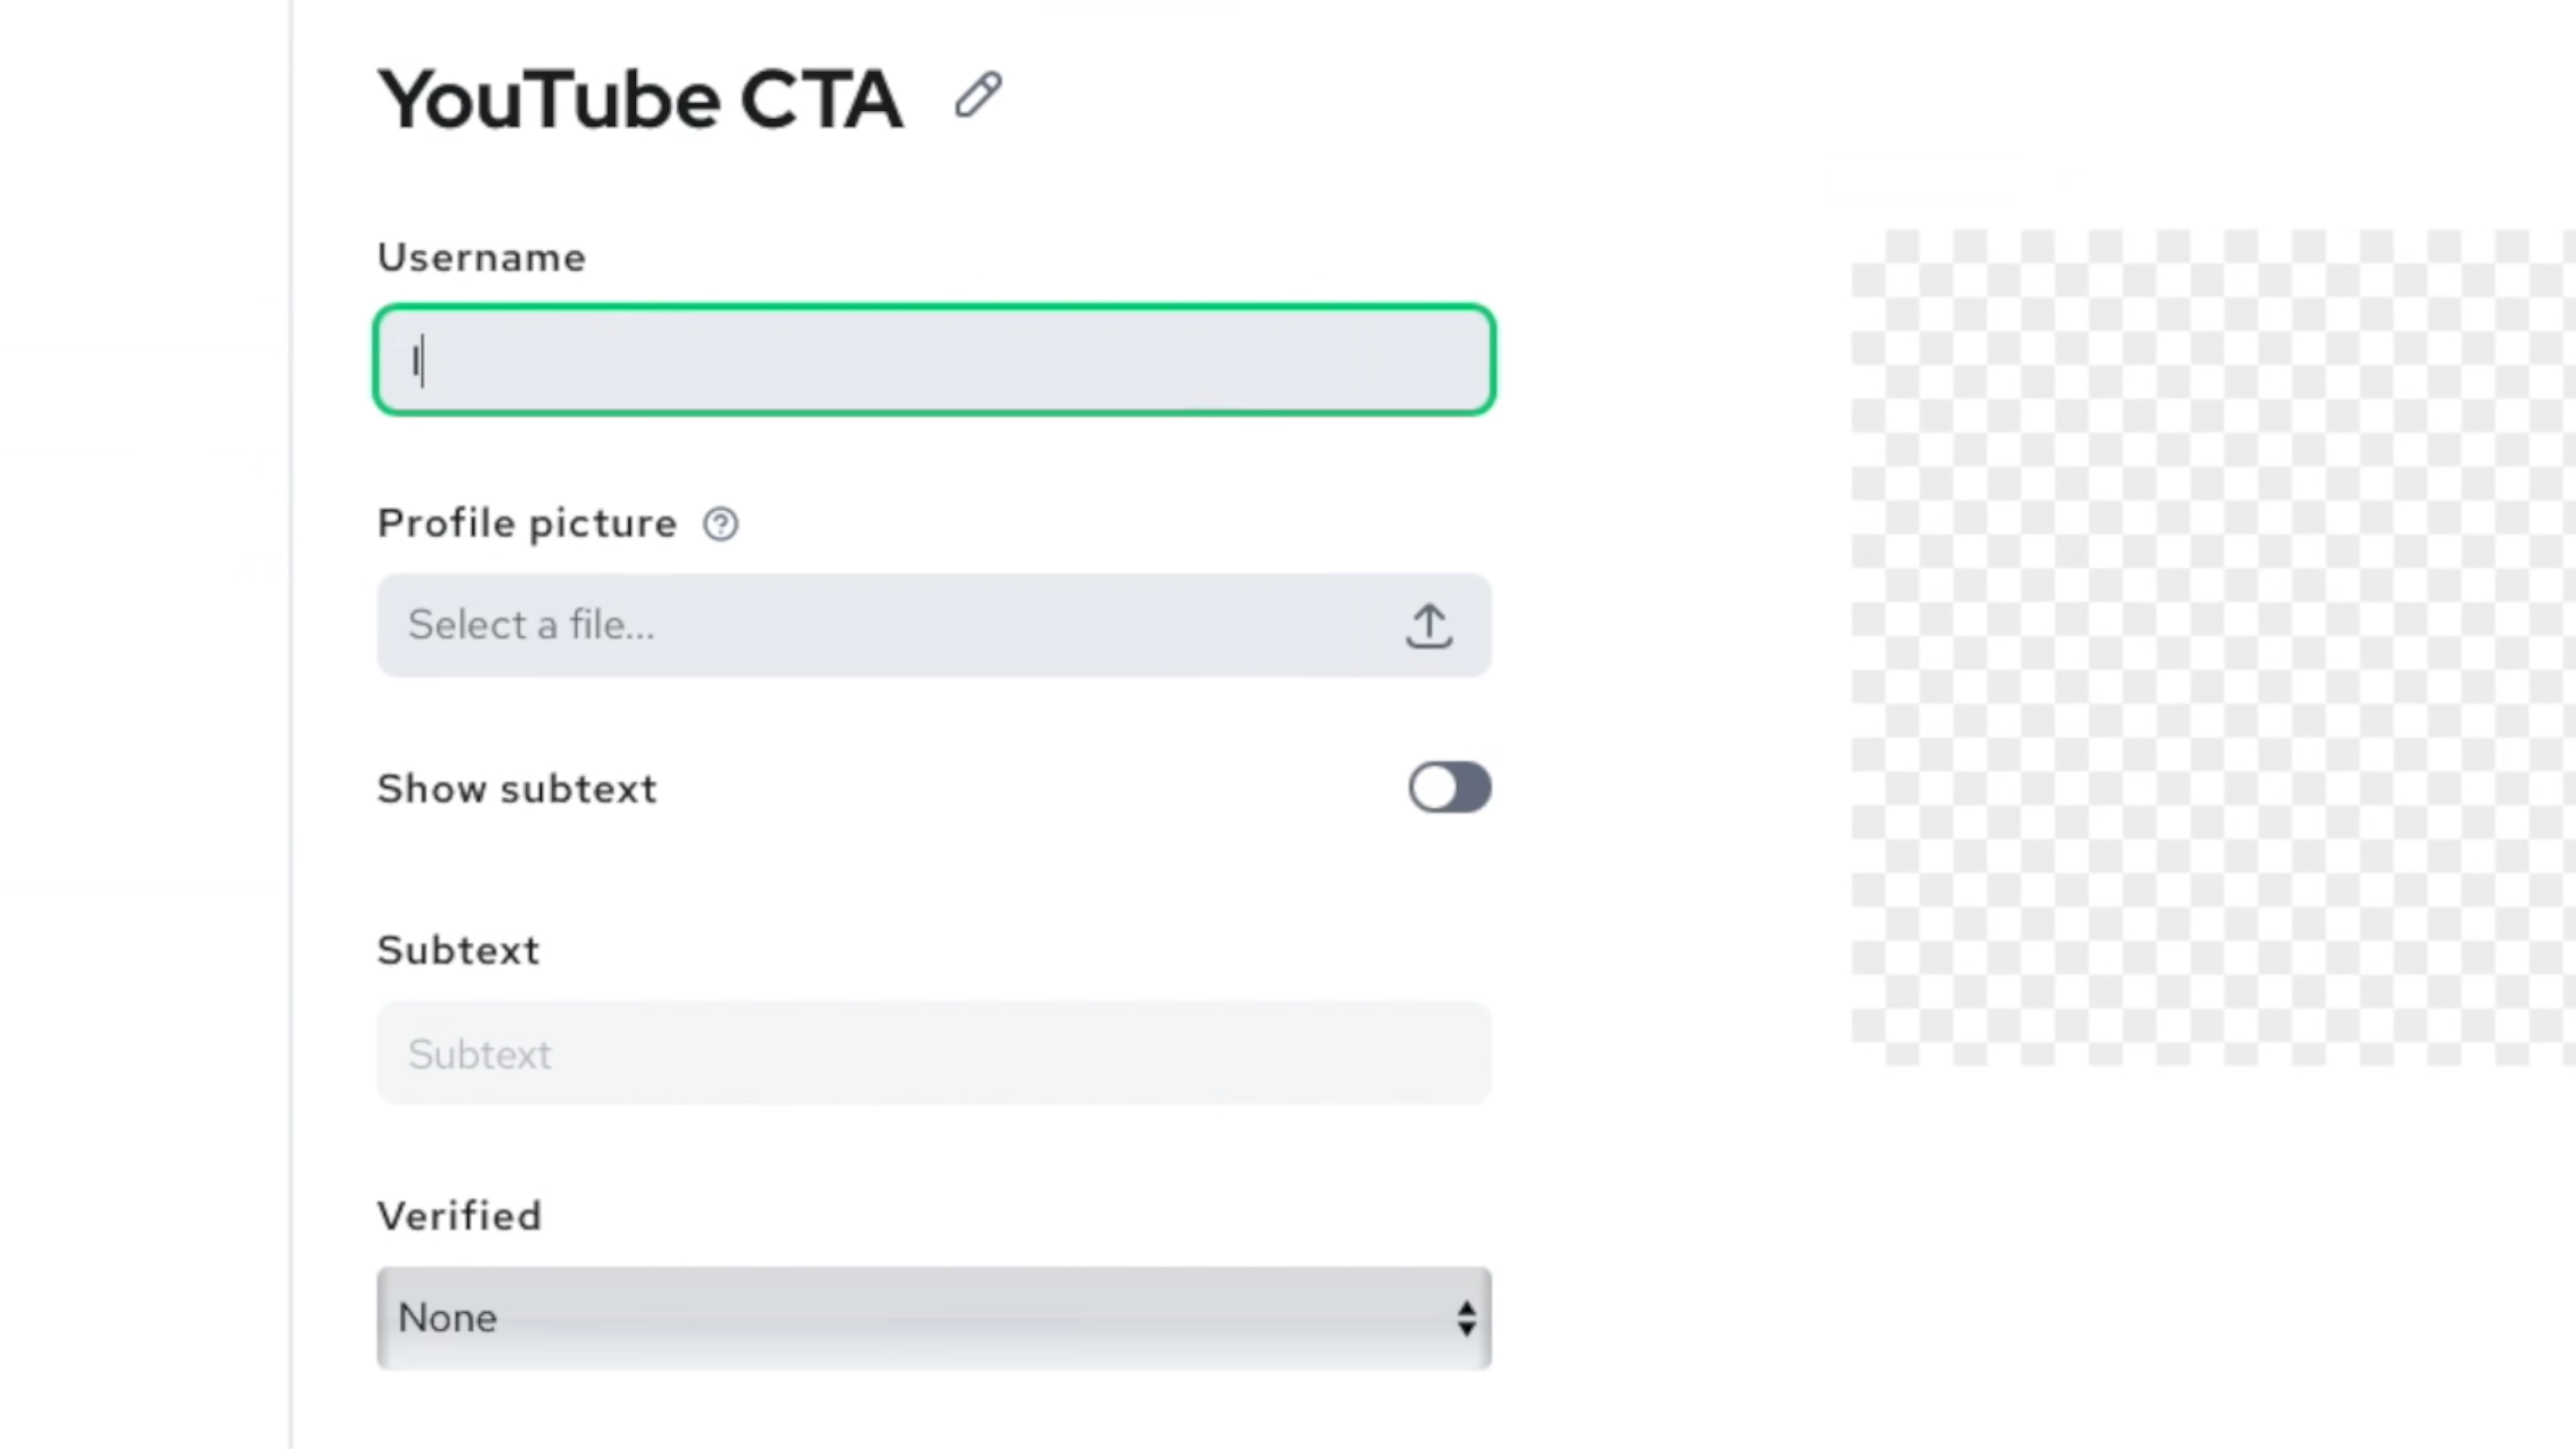 YouTube CTA
Username
I
Profile picture
Select a file...
Show subtext
Subtext
Subtext
Verified
None